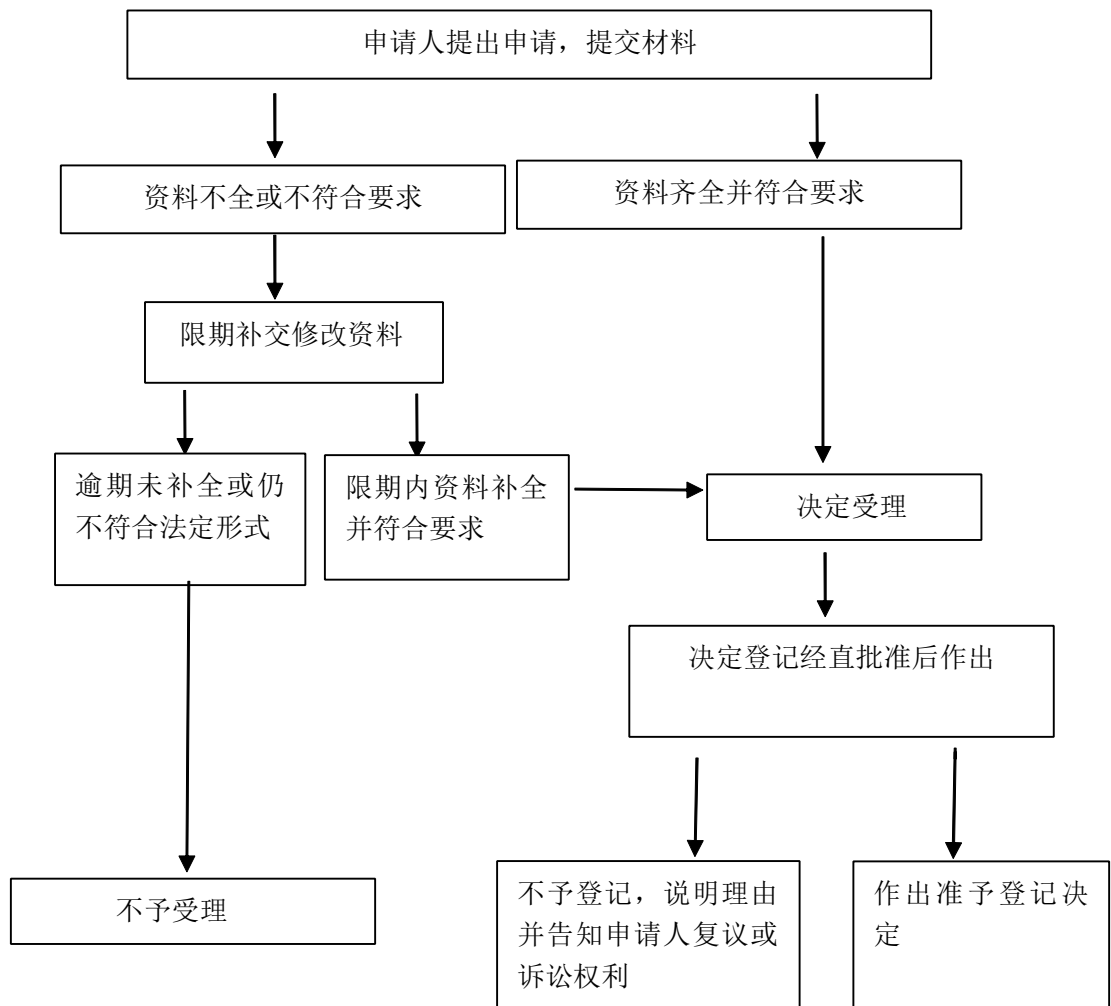 申请人提出申请，提交材料
资料不全或不符合要求
资料齐全并符合要求
限期补交修改资料
逾期未补全或仍
不符合法定形式
限期内资料补全
并符合要求
决定受理
决定登记经直批准后作出
不予受理
不予登记，说明理由
并告知申请人复议或
诉讼权利
作出准予登记决
定